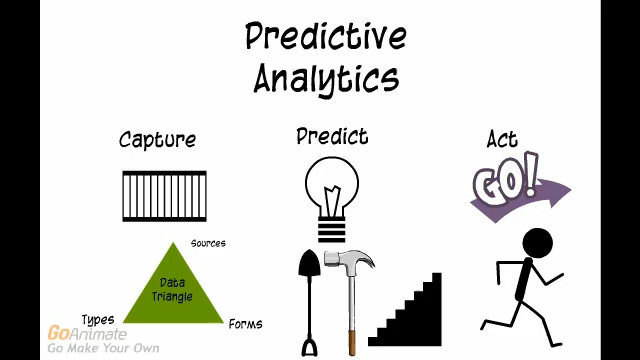 Predictive
Analytics
Capture
Predict
Act
GO!
Sources
Data
Triangle
Types
Forms
GoAnimate
Go Make Your Own